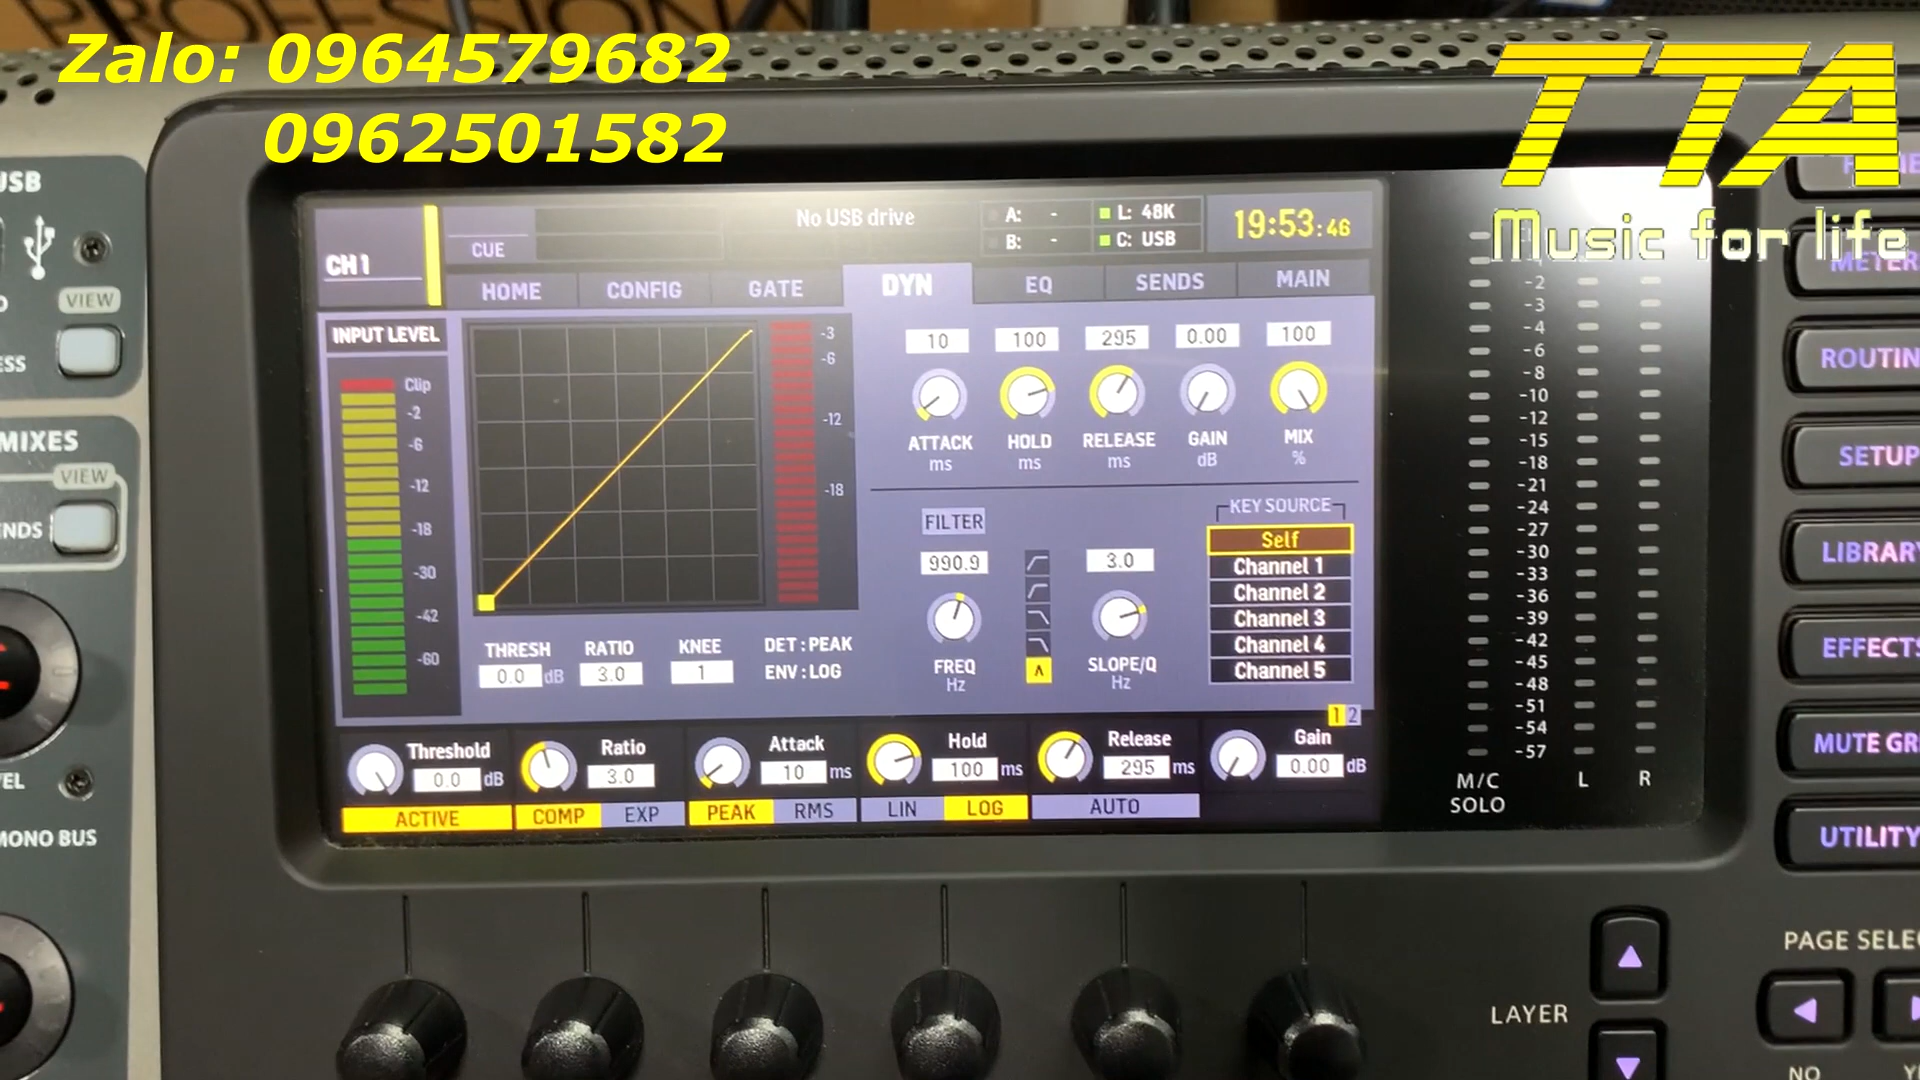 PROFESSIONAL
Zalo: 0964579682
0962501582
TTA
Music for life
USB
VIEW
MIXES
VIEW
MONO BUS
CH 1
CUE
No USB drive
A: -
B: -
L: 48K
C: USB
19:53:46
HOME CONFIG GATE DYN EQ SENDS MAIN
INPUT LEVEL
Clip
-2
-6
-12
-18
-30
-42
-60
-3
-6
-12
-18
THRESH RATIO KNEE
0.0 dB 3.0 1
DET : PEAK
ENV : LOG
10 100 295 0.00 100
ATTACK HOLD RELEASE GAIN MIX
ms ms ms dB %
FILTER
990.9 3.0
FREQ SLOPE/Q
Hz Hz
KEY SOURCE
Self
Channel 1
Channel 2
Channel 3
Channel 4
Channel 5
1 2
Threshold Ratio Attack Hold Release Gain
0.0 dB 3.0 10 ms 100 ms 295 ms 0.00 dB
ACTIVE COMP EXP PEAK RMS LIN LOG AUTO
-2
-3
-4
-6
-8
-10
-12
-15
-18
-21
-24
-27
-30
-33
-36
-39
-42
-45
-48
-51
-54
-57
M/C L R
SOLO
METER
ROUTIN
SETUP
LIBRARY
EFFECTS
MUTE GR
UTILITY
PAGE SELE
LAYER
NO